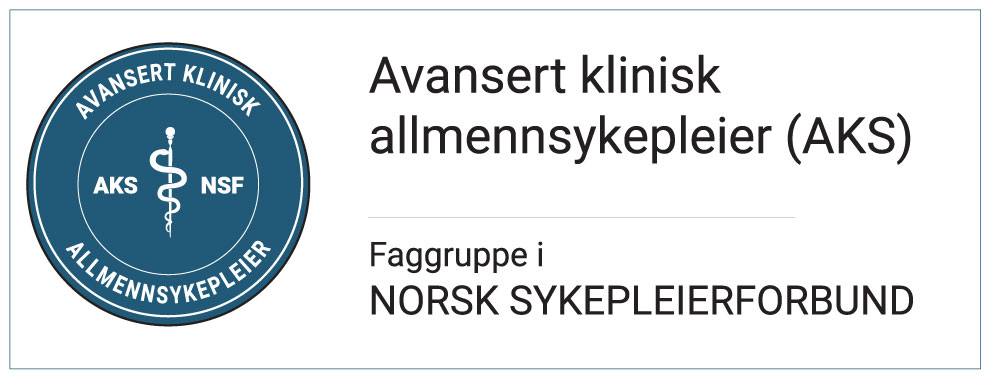 AVANSERT KLINISK
AKS NSF
ALLMENNSYKEPLEIER
Avansert klinisk
allmennsykepleier (AKS)
Faggruppe i
NORSK SYKEPLEIERFORBUND